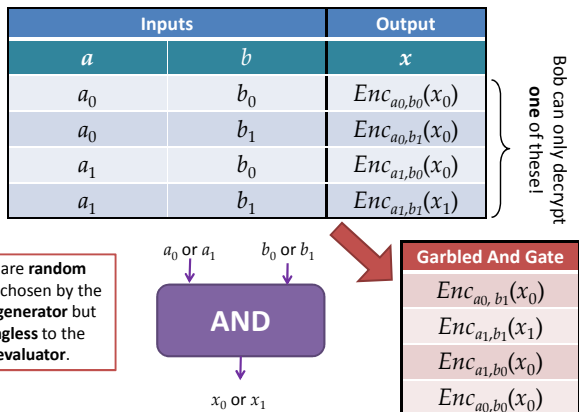 Inputs Output
a b x
a0 b0 Enca0,b0(x0)
a0 b1 Enca0,b1(x0)
a1 b0 Enca1,b0(x0)
a1 b1 Enca1,b1(x1)
Bob can only decrypt
one of these!
are random
chosen by the
generator but
to the
evaluator.
a0 or a1 b0 or b1
AND
x0 or x1
Garbled And Gate
Enca0, b1(x0)
Enca1,b1(x1)
Enca1,b0(x0)
Enca0,b0(x0)